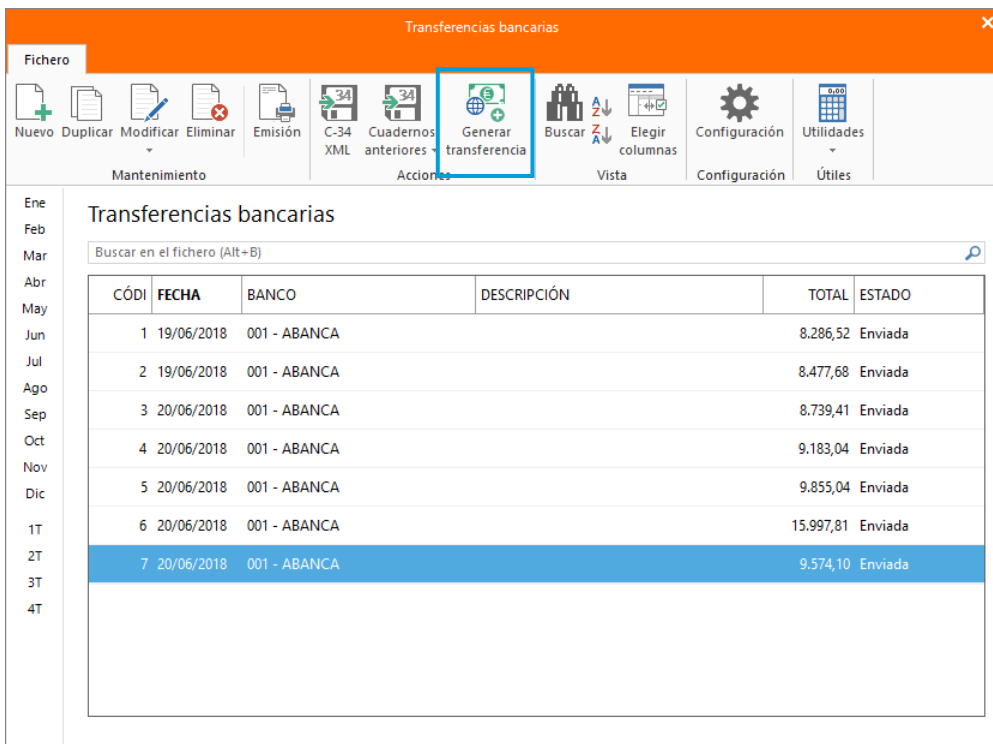 Transferencias bancarias
Fichero
Nuevo Duplicar Modificar Eliminar Emisión C-34 XML Cuadernos anteriores Generar transferencia Buscar Elegir columnas Configuración Utilidades
Mantenimiento Acciones Vista Configuración Útiles
Ene
Feb
Mar
Abr
May
Jun
Jul
Ago
Sep
Oct
Nov
Dic
1T
2T
3T
4T
Transferencias bancarias
Buscar en el fichero (Alt+B)
CÓDI FECHA BANCO DESCRIPCIÓN TOTAL ESTADO
1 19/06/2018 001 - ABANCA 8.286,52 Enviada
2 19/06/2018 001 - ABANCA 8.477,68 Enviada
3 20/06/2018 001 - ABANCA 8.739,41 Enviada
4 20/06/2018 001 - ABANCA 9.183,04 Enviada
5 20/06/2018 001 - ABANCA 9.855,04 Enviada
6 20/06/2018 001 - ABANCA 15.997,81 Enviada
7 20/06/2018 001 - ABANCA 9.574,10 Enviada